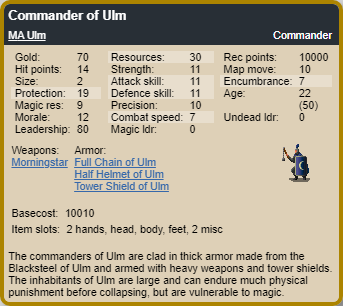 Commander of Ulm
MA Ulm Commander
Gold: 70 Resources: 30 Rec points: 10000
Hit points: 14 Strength: 11 Map move: 10
Size: 2 Attack skill: 11 Encumbrance: 7
Protection: 19 Defence skill: 11 Age: 22
Magic res: 9 Precision: 10 (50)
Morale: 12 Combat speed: 7 Undead ldr: 0
Leadership: 80 Magic ldr: 0
Weapons: Armor:
Morningstar Full Chain of Ulm
Half Helmet of Ulm
Tower Shield of Ulm
Basecost: 10010
Item slots: 2 hands, head, body, feet, 2 misc
The commanders of Ulm are clad in thick armor made from the
Blacksteel of Ulm and armed with heavy weapons and tower shields.
The inhabitants of Ulm are large and can endure much physical
punishment before collapsing, but are vulnerable to magic.